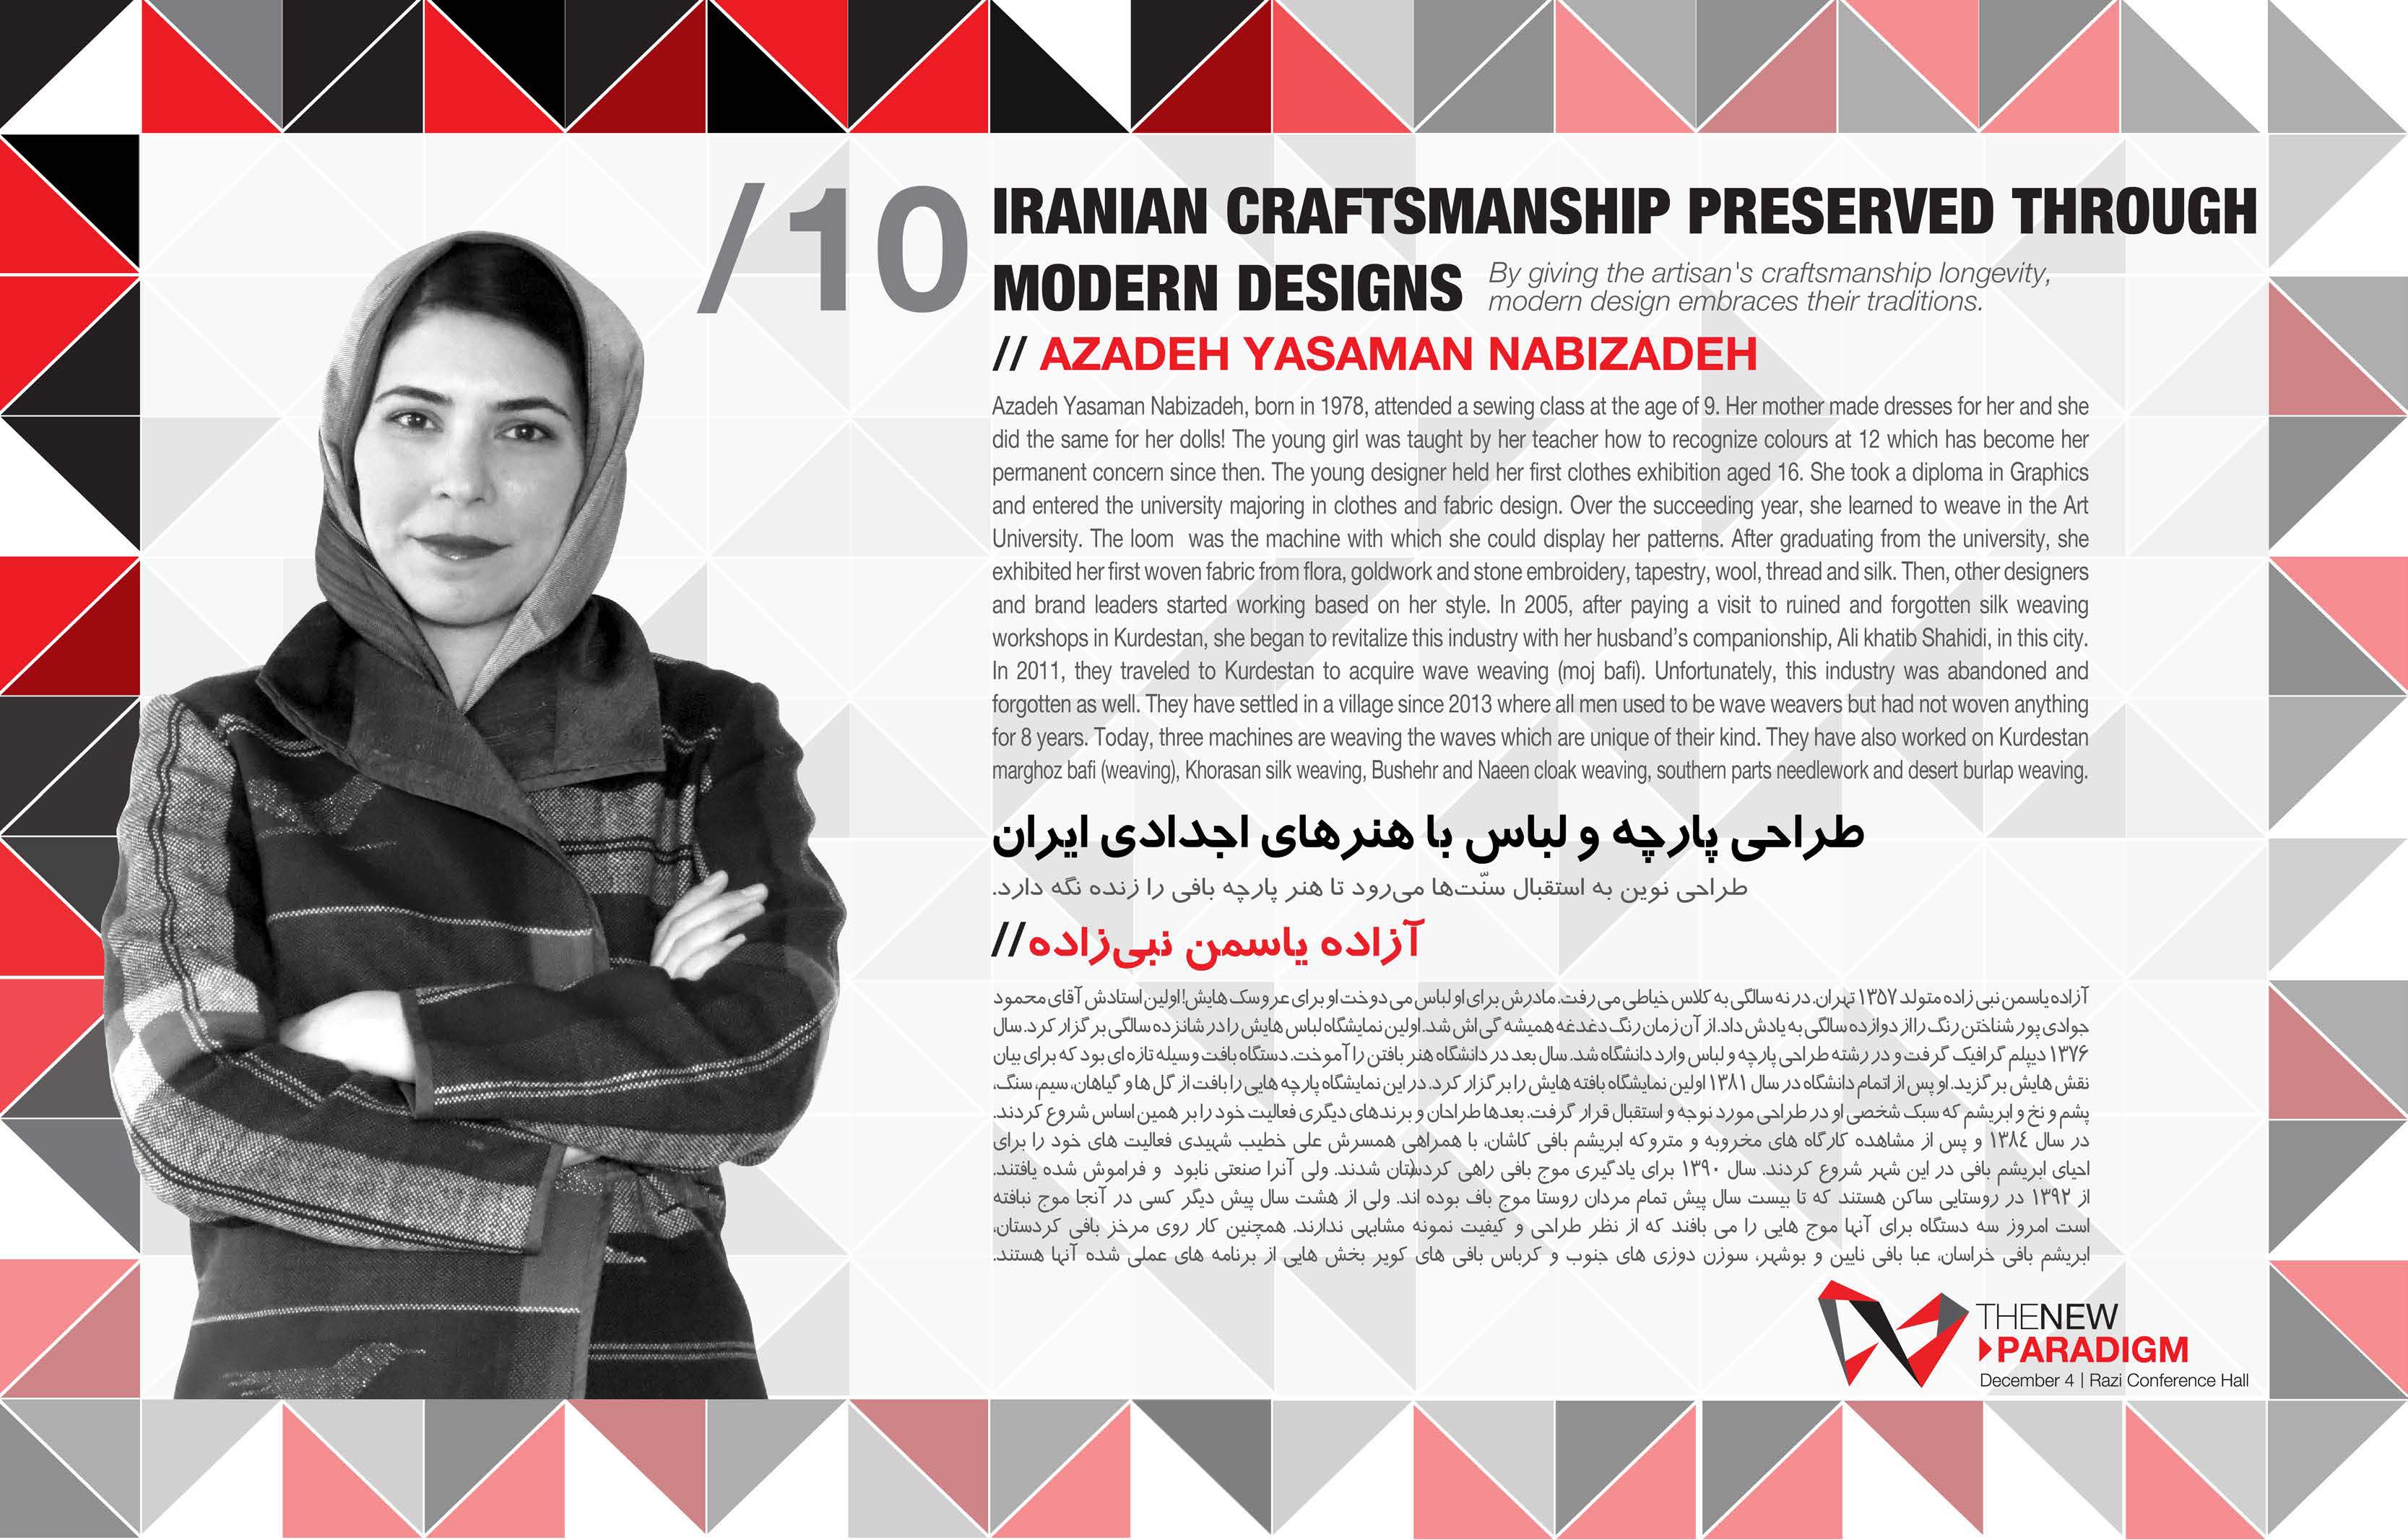 /10
IRANIAN CRAFTSMANSHIP PRESERVED THROUGH
MODERN DESIGNS
By giving the artisan's craftsmanship longevity,
modern design embraces their traditions.
// AZADEH YASAMAN NABIZADEH
Azadeh Yasaman Nabizadeh, born in 1978, attended a sewing class at the age of 9. Her mother made dresses for her and she
did the same for her dolls! The young girl was taught by her teacher how to recognize colours at 12 which has become her
permanent concern since then. The young designer held her first clothes exhibition aged 16. She took a diploma in Graphics
and entered the university majoring in clothes and fabric design. Over the succeeding year, she learned to weave in the Art
University. The loom was the machine with which she could display her patterns. After graduating from the university, she
exhibited her first woven fabric from flora, goldwork and stone embroidery, tapestry, wool, thread and silk. Then, other designers
and brand leaders started working based on her style. In 2005, after paying a visit to ruined and forgotten silk weaving
workshops in Kurdestan, she began to revitalize this industry with her husband's companionship, Ali khatib Shahidi, in this city.
In 2011, they traveled to Kurdestan to acquire wave weaving (moj bafi). Unfortunately, this industry was abandoned and
forgotten as well. They have settled in a village since 2013 where all men used to be wave weavers but had not woven anything
for 8 years. Today, three machines are weaving the waves which are unique of their kind. They have also worked on Kurdestan
marghoz bafi (weaving), Khorasan silk weaving, Bushehr and Naeen cloak weaving, southern parts needlework and desert burlap weaving.
طراحی پارچه و لباس با هنرهای اجدادی ایران
طراحی نوین به استقبال سنّت‌ها می‌رود تا هنر پارچه بافی را زنده نگه دارد.
آزاده یاسمن نبی‌زاده//
آزاده یاسمن نبی زاده متولد ۱۳۵۷ تهران. در نه سالگی به کلاس خیاطی می رفت. مادرش برای او لباس می دوخت او برای عروسک هایش! اولین استادش آقای محمود
جوادی پور شناختن رنگ را از دوازده سالگی به یادش داد. از آن زمان رنگ دغدغه همیشه گی اش شد. اولین نمایشگاه لباس هایش را در شانزده سالگی برگزار کرد. سال
۱۳۷۶ دیپلم گرافیک گرفت و در رشته طراحی پارچه و لباس وارد دانشگاه شد. سال بعد در دانشگاه هنر بافتن را آموخت. دستگاه بافت وسیله تازه ای بود که برای بیان
نقش هایش برگزید. او پس از اتمام دانشگاه در سال ۱۳۸۱ اولین نمایشگاه بافته هایش را برگزار کرد. در این نمایشگاه پارچه هایی را بافت از گل ها و گیاهان، سیم، سنگ،
پشم و نخ و ابریشم که سبک شخصی او در طراحی مورد توجه و استقبال قرار گرفت. بعدها طراحان و برندهای دیگری فعالیت خود را بر همین اساس شروع کردند.
در سال ۱۳۸۴ و پس از مشاهده کارگاه های مخروبه و متروکه ابریشم بافی کاشان، با همراهی همسرش علی خطیب شهیدی فعالیت های خود را برای
احیای ابریشم بافی در این شهر شروع کردند. سال ۱۳۹۰ برای یادگیری موج بافی راهی کردستان شدند. ولی آنرا صنعتی نابود و فراموش شده یافتند.
از ۱۳۹۲ در روستایی ساکن هستند که تا بیست سال پیش تمام مردان روستا موج باف بوده اند. ولی از هشت سال پیش دیگر کسی در آنجا موج نبافته
است امروز سه دستگاه برای آنها موج هایی را می بافند که از نظر طراحی و کیفیت نمونه مشابهی ندارند. همچنین کار روی مرخز بافی کردستان،
ابریشم بافی خراسان، عبا بافی نایین و بوشهر، سوزن دوزی های جنوب و کرباس بافی های کویر بخش هایی از برنامه های عملی شده آنها هستند.
THENEW
PARADIGM
December 4 | Razi Conference Hall